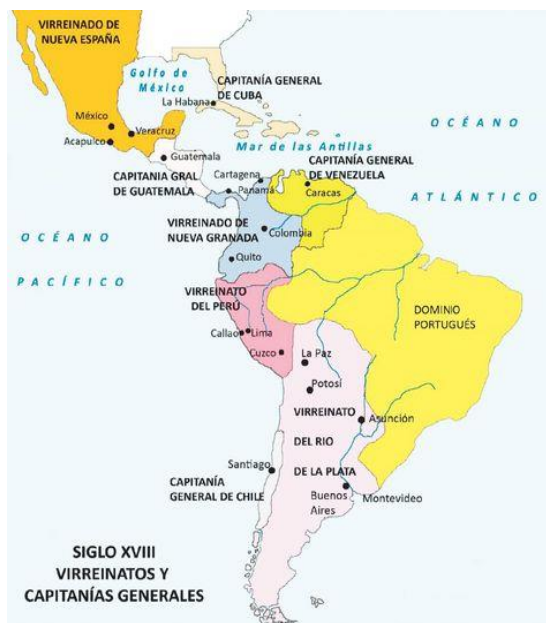 VIRREINADO DE
NUEVA ESPAÑA
Golfo de
México
CAPITANÍA GENERAL
DE CUBA
La Habana
México
Veracruz
Acapulco
OCÉANO
Mar de las Antillas
Guatemala
CAPITANIA GRAL
DE GUATEMALA
Cartagena
Panamá
CAPITANÍA GENERAL
DE VENEZUELA
Caracas
ATLÁNTICO
VIRREINADO DE
NUEVA GRANADA
Colombia
Quito
OCÉANO
PACÍFICO
VIRREINATO
DEL PERÚ
Callao
Lima
Cuzco
DOMINIO
PORTUGUÉS
La Paz
Potosí
VIRREINATO
Asunción
DEL RIO
DE LA PLATA
Santiago
CAPITANÍA
GENERAL DE CHILE
Buenos
Aires
Montevideo
SIGLO XVIII
VIRREINATOS Y
CAPITANÍAS GENERALES